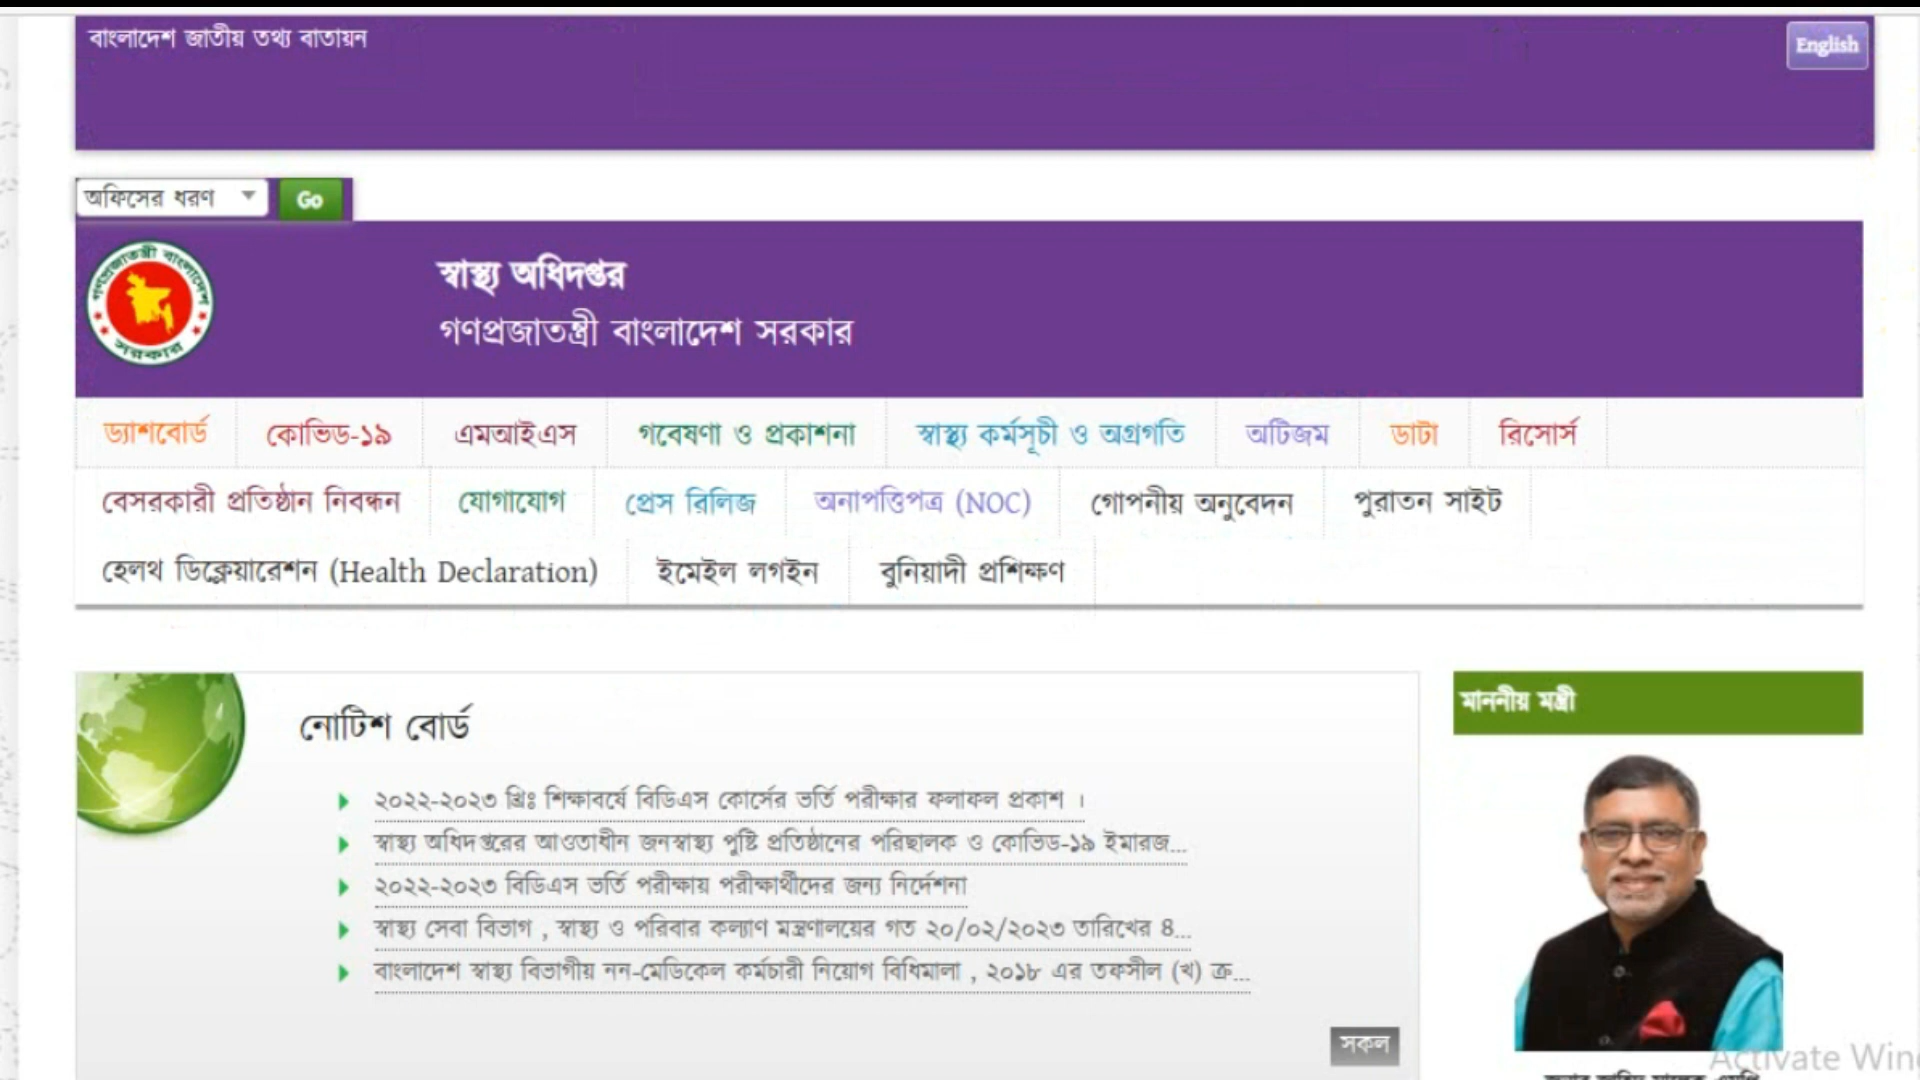 বাংলাদেশ জাতীয় তথ্য বাতায়ন
English
অফিসের ধরণ
Go
গণপ্রজাতন্ত্রী বাংলাদেশ সরকার
স্বাস্থ্য অধিদপ্তর
গণপ্রজাতন্ত্রী বাংলাদেশ সরকার
ড্যাশবোর্ড কোভিড-১৯ এমআইএস গবেষণা ও প্রকাশনা স্বাস্থ্য কর্মসূচী ও অগ্রগতি অটিজম ডাটা রিসোর্স
বেসরকারী প্রতিষ্ঠান নিবন্ধন যোগাযোগ প্রেস রিলিজ অনাপত্তিপত্র (NOC) গোপনীয় অনুবেদন পুরাতন সাইট
হেলথ ডিক্লেয়ারেশন (Health Declaration) ইমেইল লগইন বুনিয়াদী প্রশিক্ষণ
নোটিশ বোর্ড
২০২২-২০২৩ খ্রিঃ শিক্ষাবর্ষে বিডিএস কোর্সের ভর্তি পরীক্ষার ফলাফল প্রকাশ ।
স্বাস্থ্য অধিদপ্তরের আওতাধীন জনস্বাস্থ্য পুষ্টি প্রতিষ্ঠানের পরিছালক ও কোভিড-১৯ ইমারজ...
২০২২-২০২৩ বিডিএস ভর্তি পরীক্ষায় পরীক্ষার্থীদের জন্য নির্দেশনা
স্বাস্থ্য সেবা বিভাগ , স্বাস্থ্য ও পরিবার কল্যাণ মন্ত্রণালয়ের গত ২০/০২/২০২৩ তারিখের ৪...
বাংলাদেশ স্বাস্থ্য বিভাগীয় নন-মেডিকেল কর্মচারী নিয়োগ বিধিমালা , ২০১৮ এর তফসীল (খ) ক্র...
সকল
মাননীয় মন্ত্রী
Activate Win